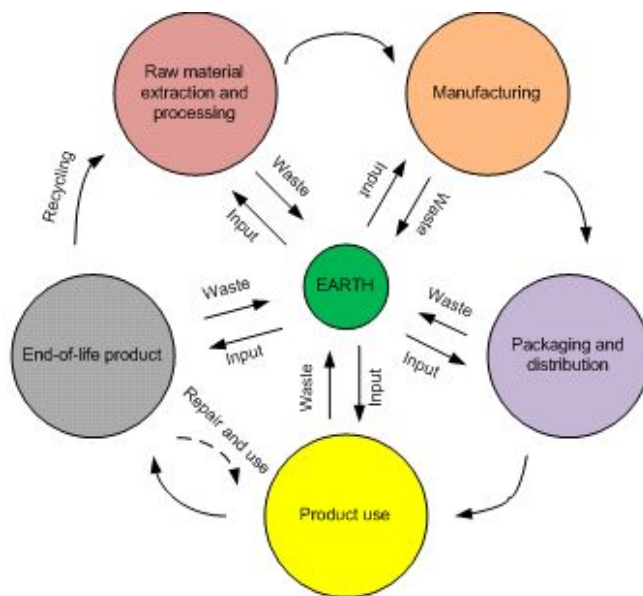 Raw material
extraction and
processing
Manufacturing
Recycling
Waste
Input
Input
Waste
EARTH
Waste
Input
Waste
Input
End-of-life product
Packaging and
distribution
Waste
Input
Repair and use
Product use